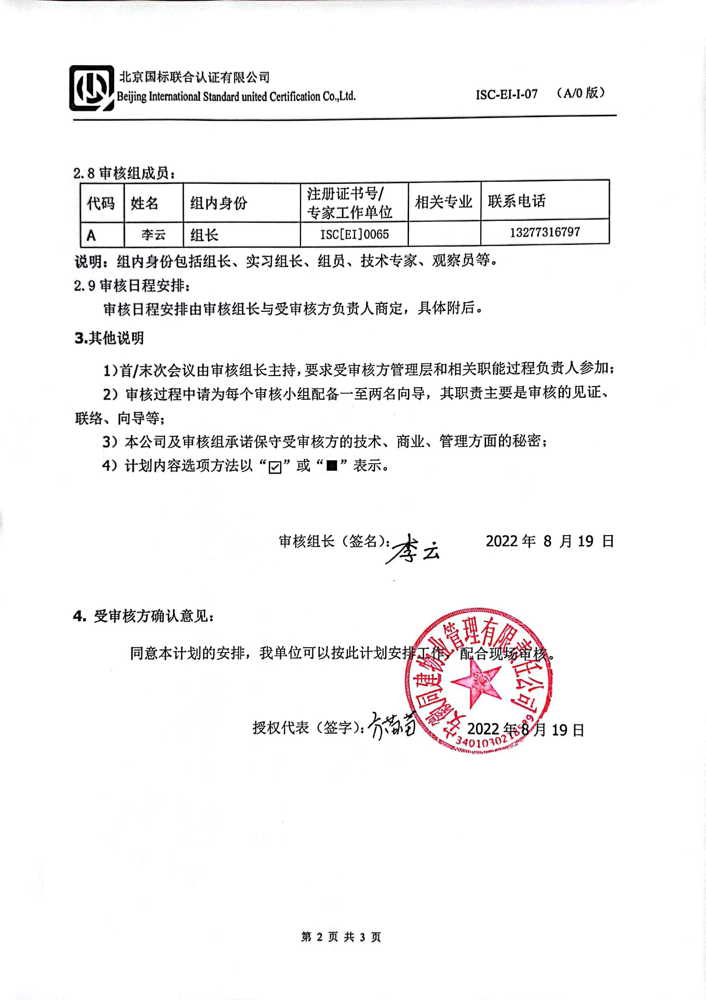 北京国标联合认证有限公司
Beijing International Standard united Certification Co.,Ltd.
ISC-EI-I-07 （A/0 版）
2.8 审核组成员：
代码 姓名 组内身份 注册证书号/专家工作单位 相关专业 联系电话
A 李云 组长 ISC[EI]0065 13277316797
说明：组内身份包括组长、实习组长、组员、技术专家、观察员等。
2.9 审核日程安排：
审核日程安排由审核组长与受审核方负责人商定，具体附后。
3.其他说明
1)首/末次会议由审核组长主持，要求受审核方管理层和相关职能过程负责人参加；
2）审核过程中请为每个审核小组配备一至两名向导，其职责主要是审核的见证、
联络、向导等；
3）本公司及审核组承诺保守受审核方的技术、商业、管理方面的秘密；
4）计划内容选项方法以“☑”或“■”表示。
审核组长（签名）：李云 2022 年 8 月 19 日
4. 受审核方确认意见：
同意本计划的安排，我单位可以按此计划安排工作，配合现场审核。
安徽同建物业管理有限责任公司
授权代表（签字）： 2022 年 8 月 19 日
第 2 页 共 3 页